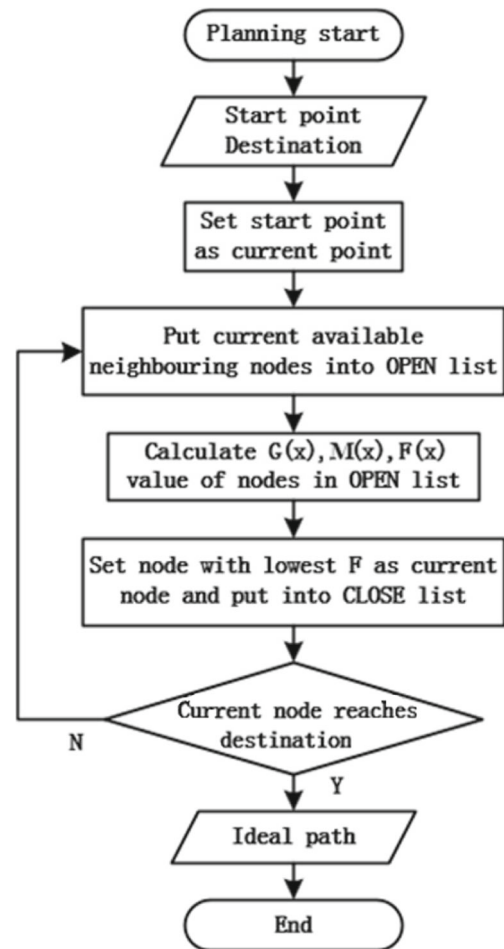 Planning start
Start point
Destination
Set start point
as current point
Put current available
neighbouring nodes into OPEN list
Calculate G(x),M(x),F(x)
value of nodes in OPEN list
Set node with lowest F as current
node and put into CLOSE list
Current node reaches
destination
N
Y
Ideal path
End